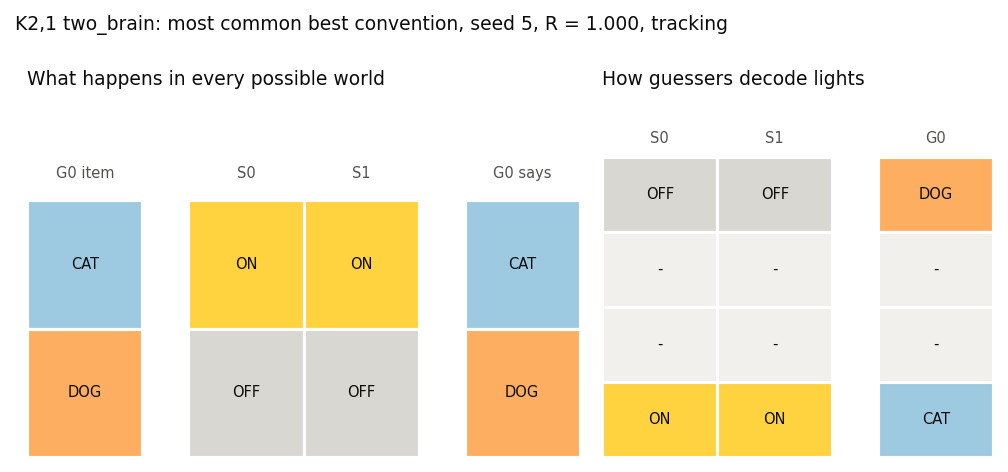 K2,1 two_brain: most common best convention, seed 5, R = 1.000, tracking
What happens in every possible world
G0 item S0 S1 G0 says
CAT ON ON CAT
DOG OFF OFF DOG
How guessers decode lights
S0 S1 G0
OFF OFF DOG
- - -
- - -
ON ON CAT